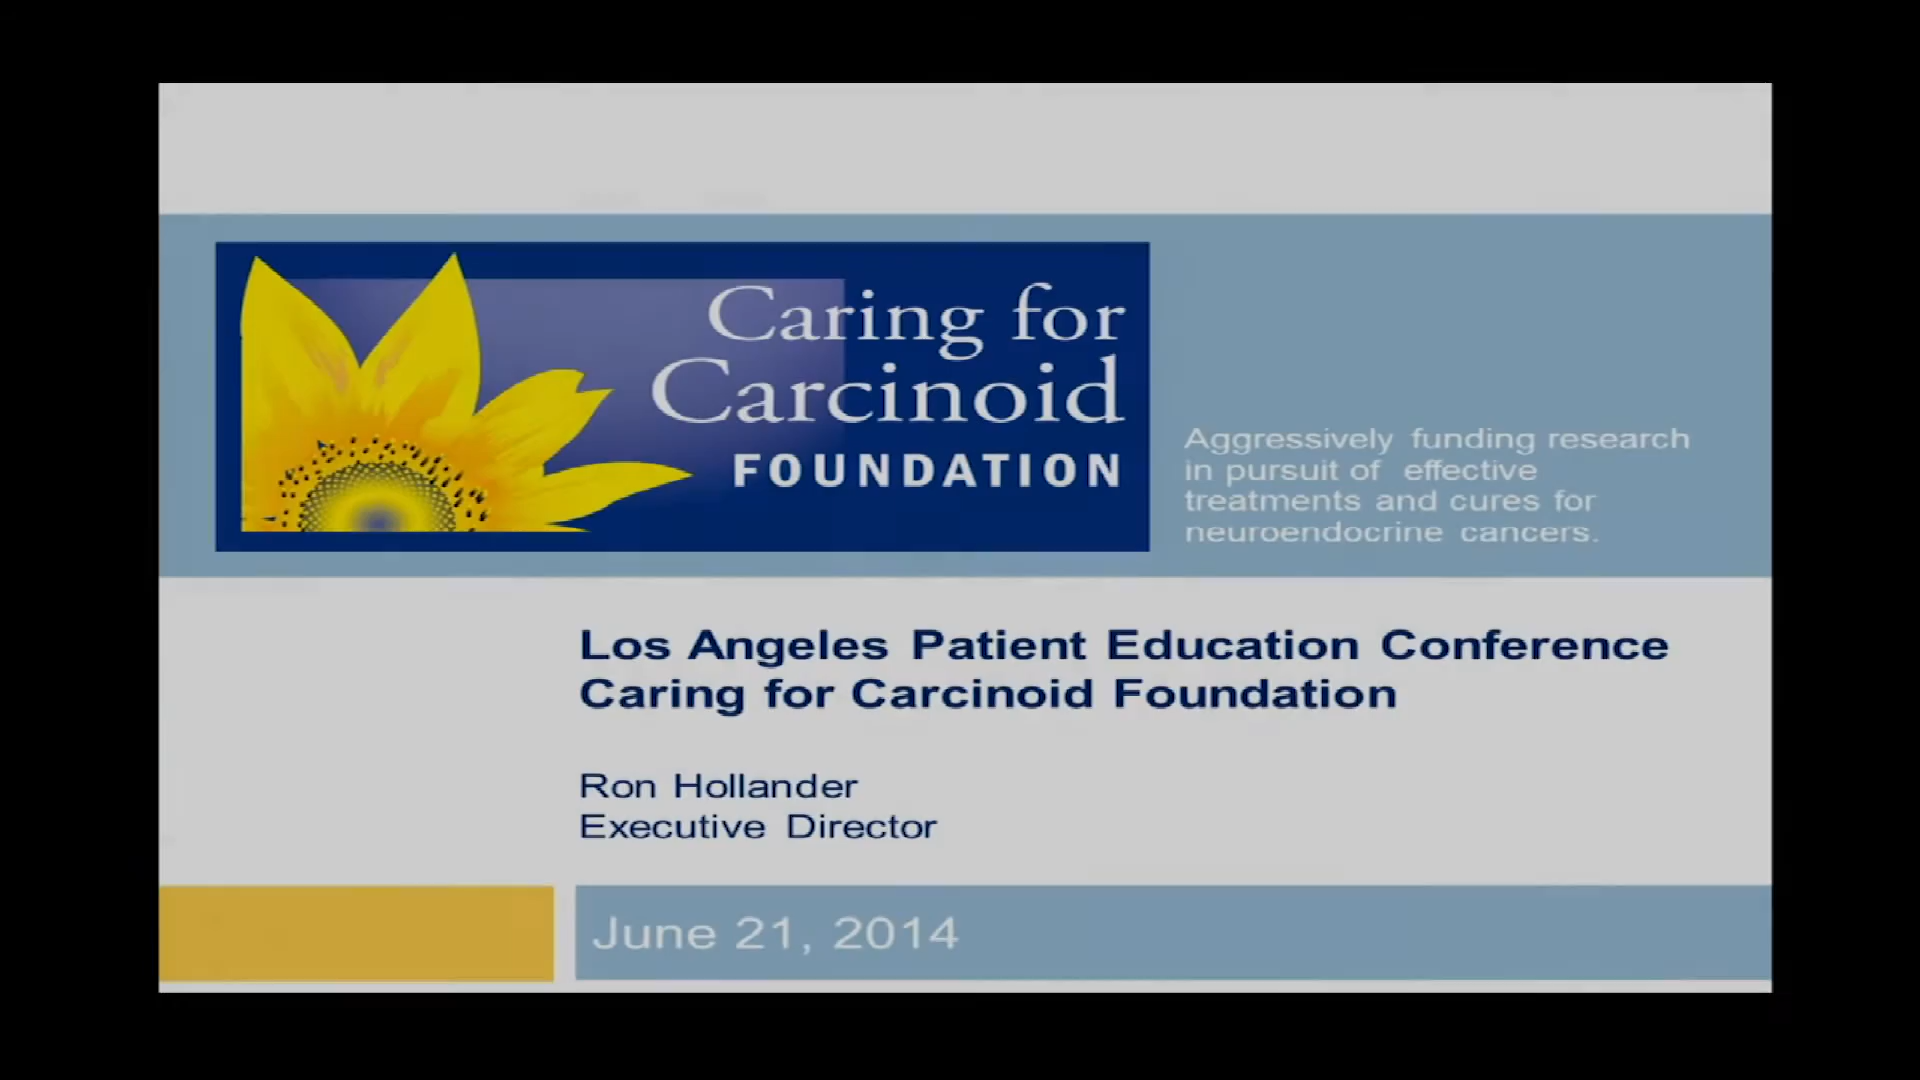 Caring for
Carcinoid
FOUNDATION
Aggressively funding research
in pursuit of effective
treatments and cures for
neuroendocrine cancers.
Los Angeles Patient Education Conference
Caring for Carcinoid Foundation
Ron Hollander
Executive Director
June 21, 2014